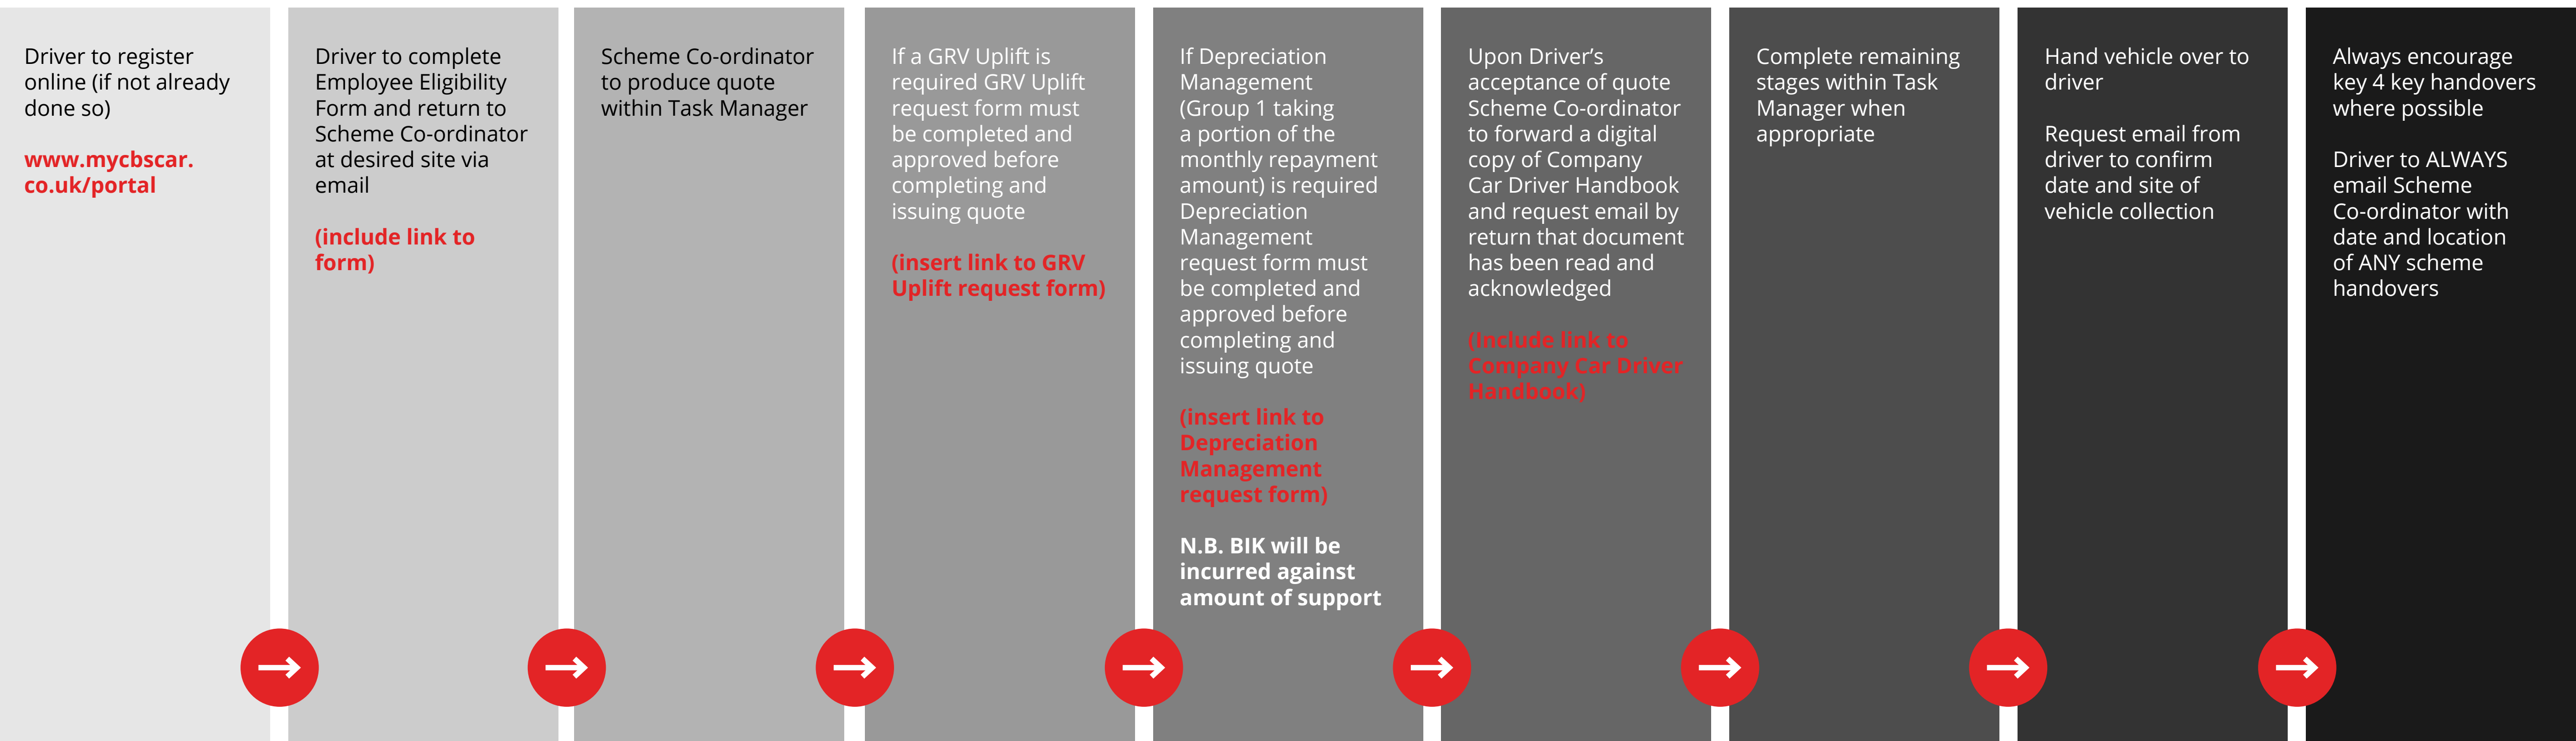 Driver to register
online (if not already
done so)
www.mycbscar.
co.uk/portal
Driver to complete
Employee Eligibility
Form and return to
Scheme Co-ordinator
at desired site via
email
(include link to
form)
Scheme Co-ordinator
to produce quote
within Task Manager
If a GRV Uplift is
required GRV Uplift
request form must
be completed and
approved before
completing and
issuing quote
(insert link to GRV
Uplift request form)
If Depreciation
Management
(Group 1 taking
a portion of the
monthly repayment
amount) is required
Depreciation
Management
request form must
be completed and
approved before
completing and
issuing quote
(insert link to
Depreciation
Management
request form)
N.B. BIK will be
incurred against
amount of support
Upon Driver’s
acceptance of quote
Scheme Co-ordinator
to forward a digital
copy of Company
Car Driver Handbook
and request email by
return that document
has been read and
acknowledged
(Include link to
Company Car Driver
Handbook)
Complete remaining
stages within Task
Manager when
appropriate
Hand vehicle over to
driver
Request email from
driver to confirm
date and site of
vehicle collection
Always encourage
key 4 key handovers
where possible
Driver to ALWAYS
email Scheme
Co-ordinator with
date and location
of ANY scheme
handovers